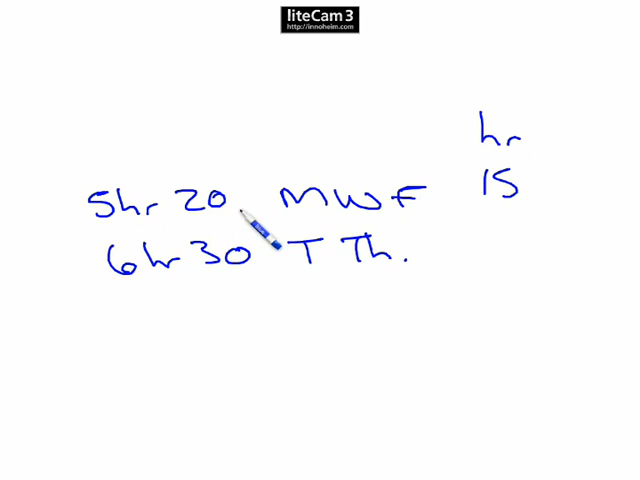 liteCam 3
http://innoheim.com/
hr
5hr 20 MWF 15
6hr 30 T Th.